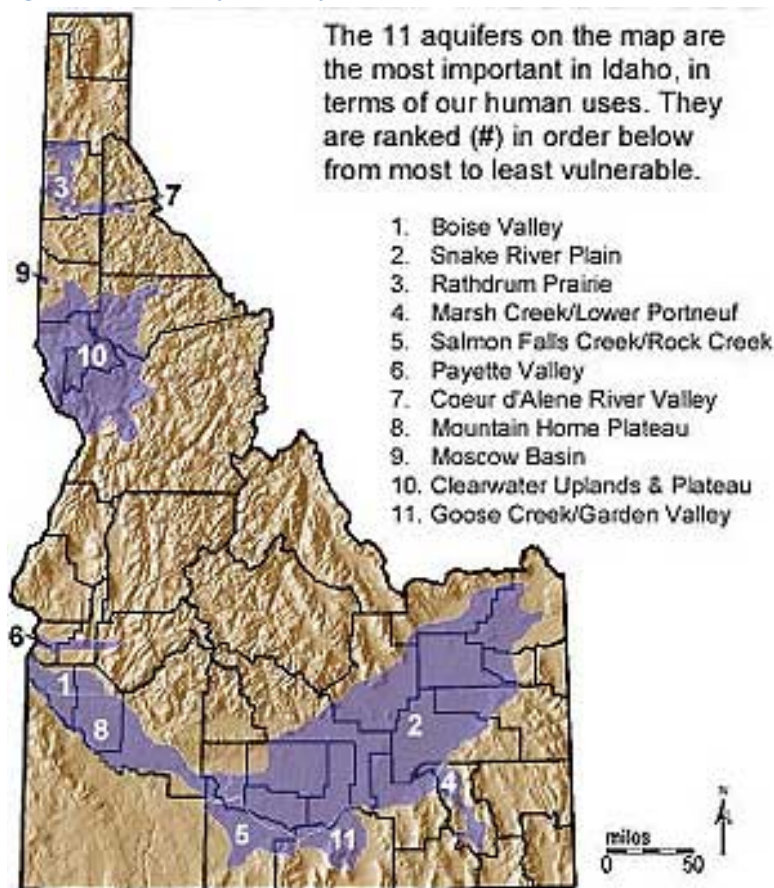 The 11 aquifers on the map are
the most important in Idaho, in
terms of our human uses. They
are ranked (#) in order below
from most to least vulnerable.
1. Boise Valley
2. Snake River Plain
3. Rathdrum Prairie
4. Marsh Creek/Lower Portneuf
5. Salmon Falls Creek/Rock Creek
6. Payette Valley
7. Coeur d'Alene River Valley
8. Mountain Home Plateau
9. Moscow Basin
10. Clearwater Uplands & Plateau
11. Goose Creek/Garden Valley
3
7
9
10
6
1
8
2
4
5
11
N
miles
0 50